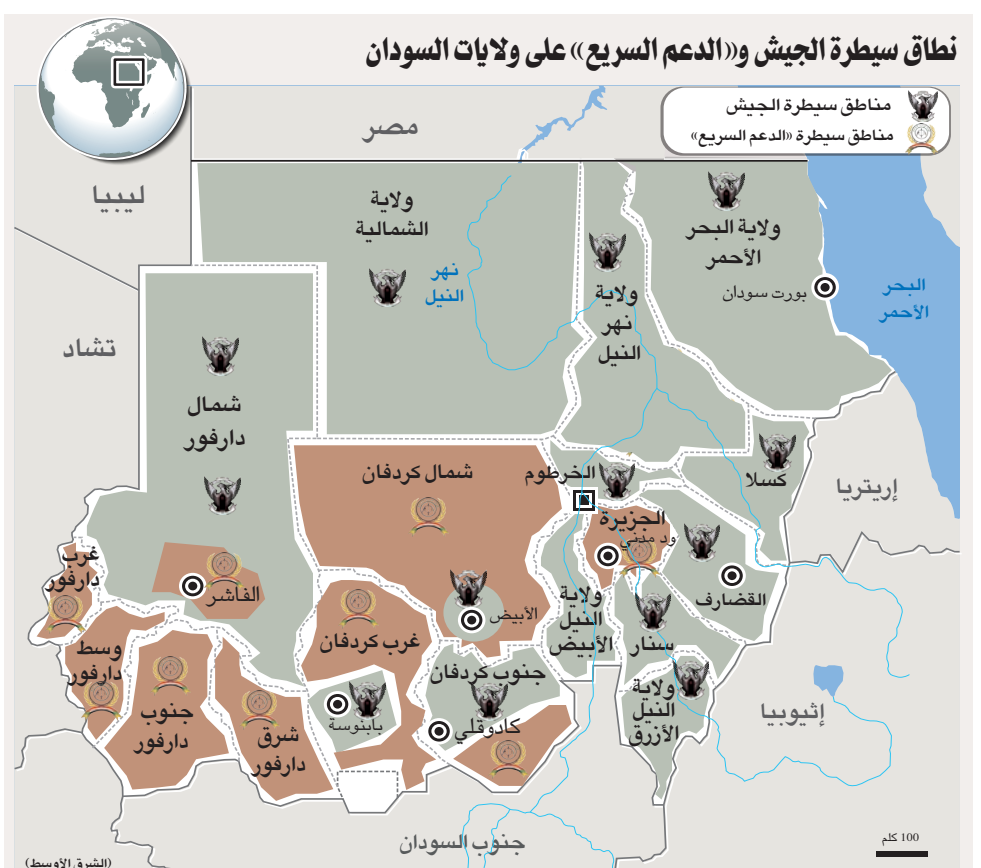 نطاق سيطرة الجيش و«الدعم السريع» على ولايات السودان
مناطق سيطرة الجيش
مناطق سيطرة «الدعم السريع»
مصر
ليبيا
ولاية
الشمالية
ولاية البحر
الأحمر
نهر
النيل
ولاية
نهر
النيل
بورت سودان
البحر
الأحمر
تشاد
شمال
دارفور
شمال كردفان
الخرطوم
كسلا
إريتريا
الجزيرة
ود مدني
غرب
دارفور
الفاشر
الأبيض
ولاية
النيل
الأبيض
القضارف
سنار
غرب كردفان
وسط
دارفور
جنوب كردفان
ولاية
النيل
الأزرق
إثيوبيا
جنوب
دارفور
شرق
دارفور
بابنوسة
كادوقلي
جنوب السودان
100 كلم
(الشرق الأوسط)